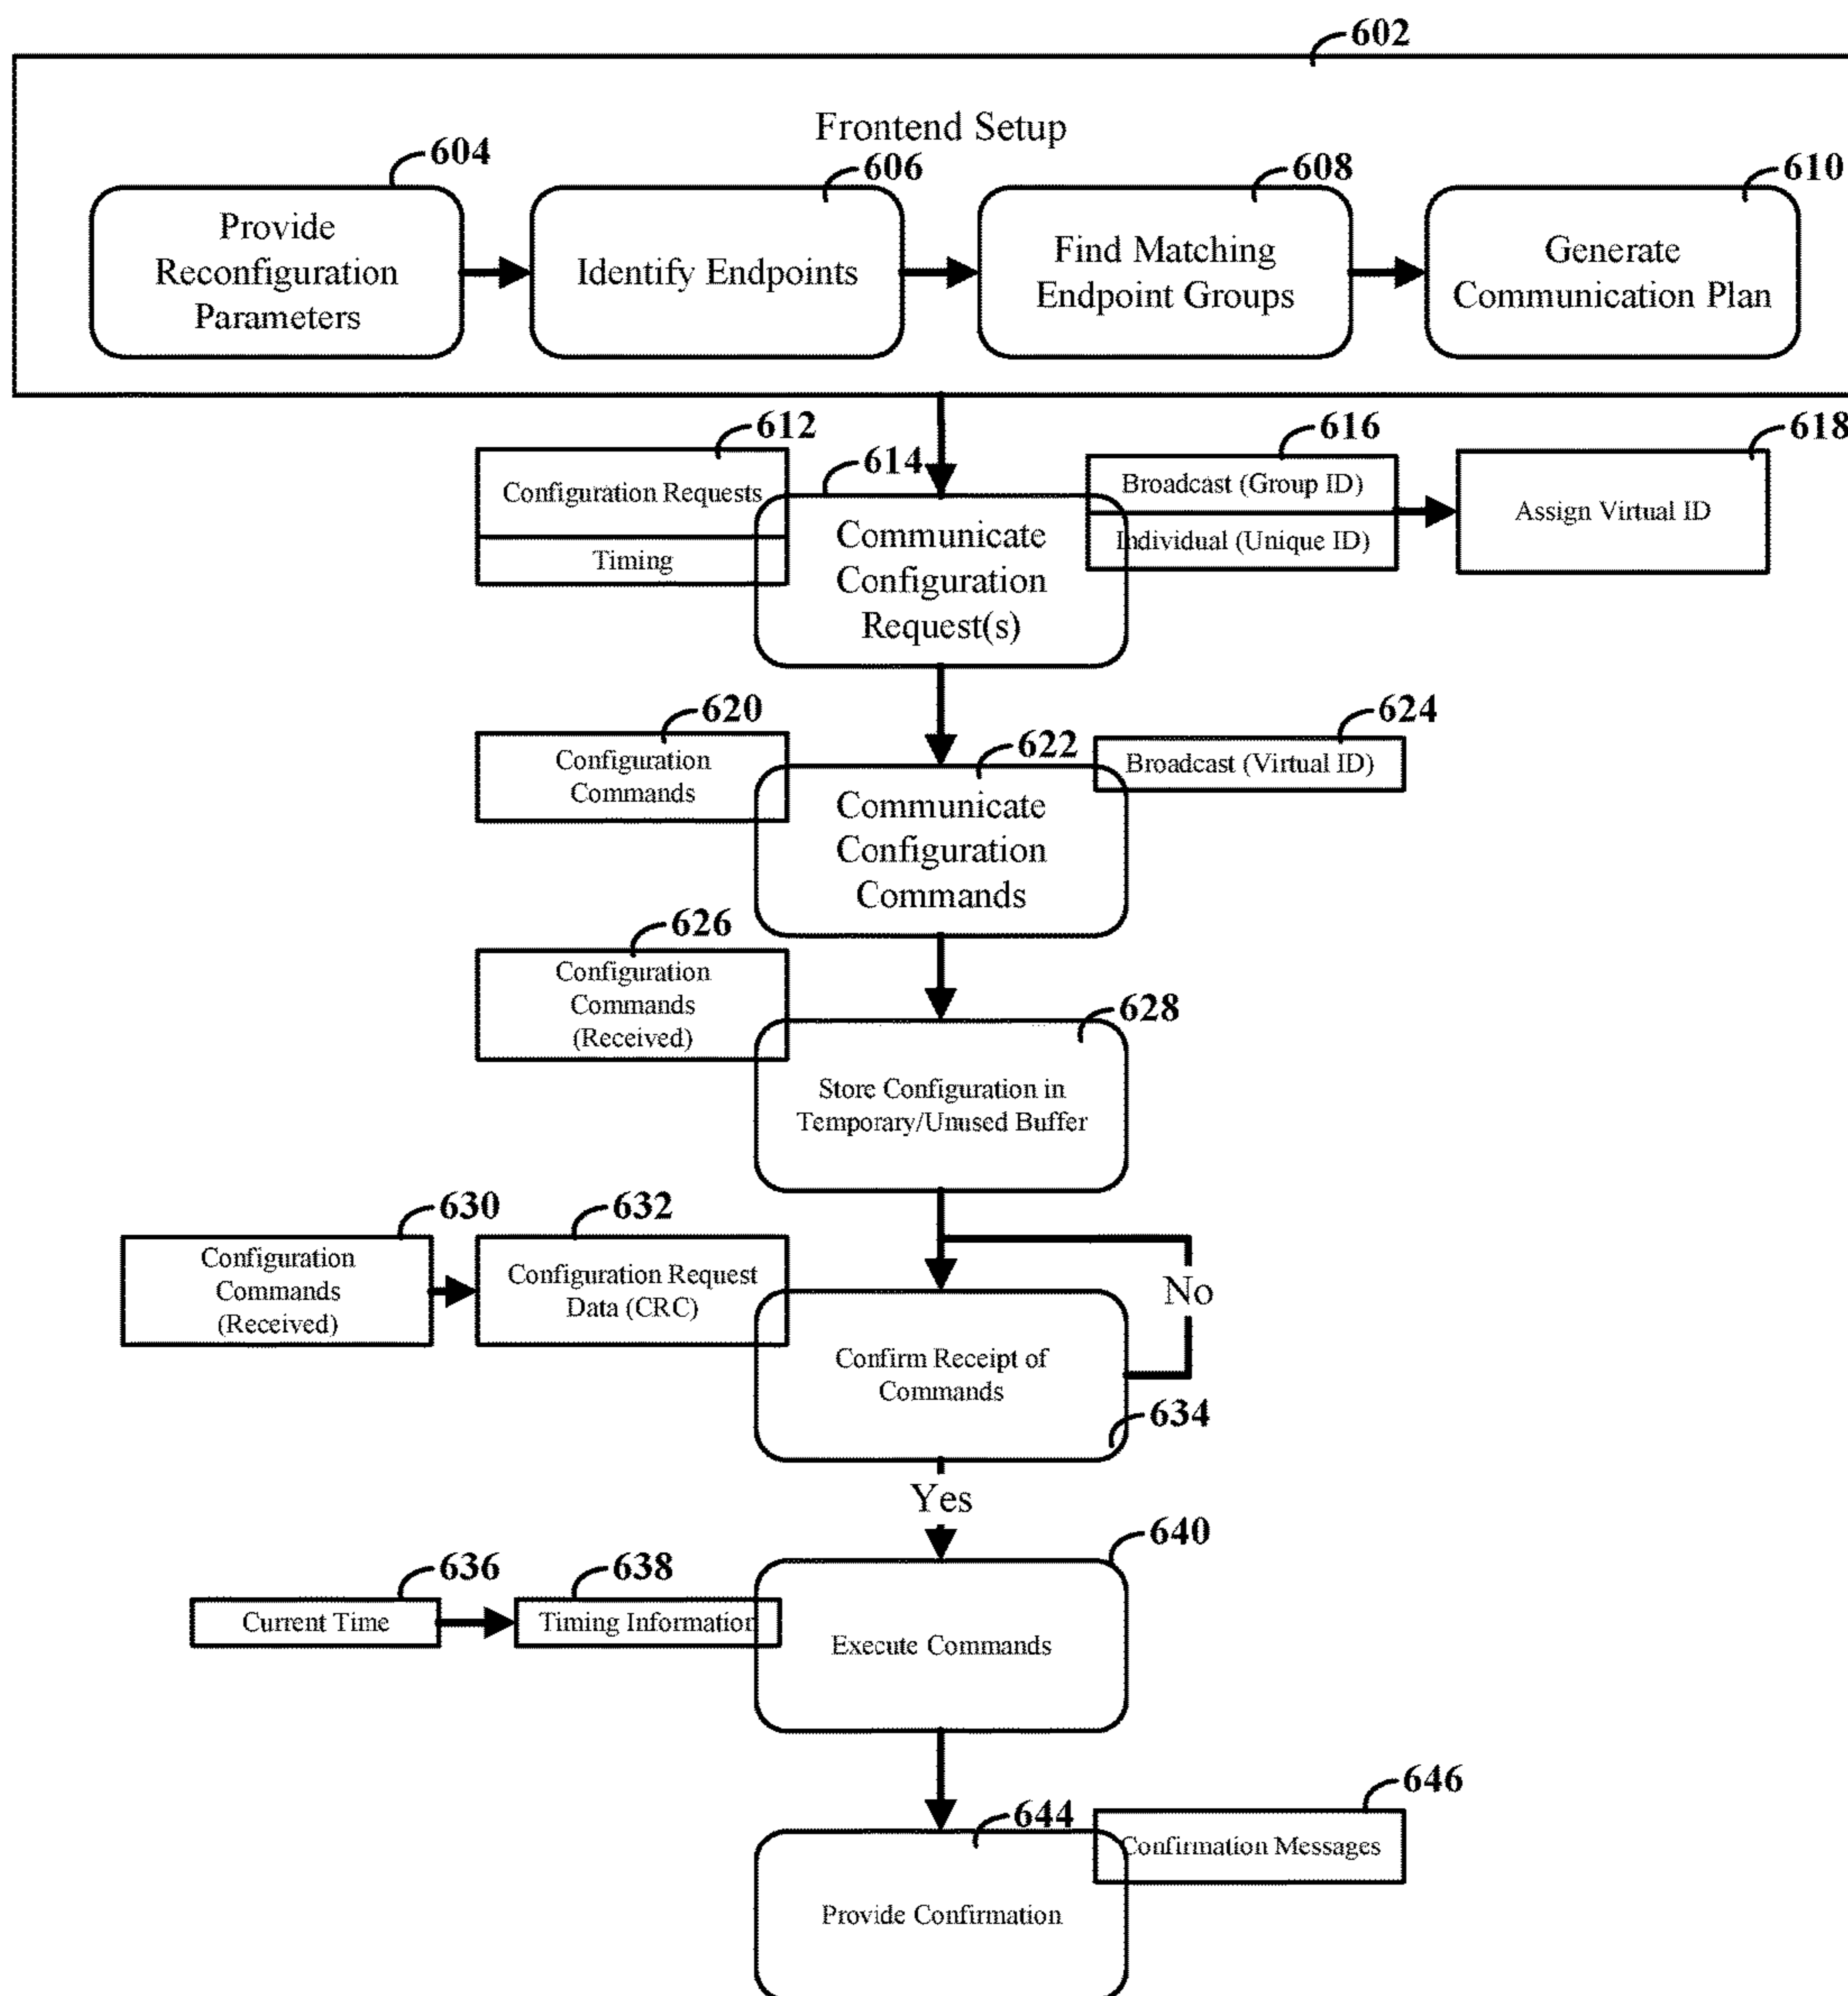 602
Frontend Setup
604
606
608
610
Provide
Reconfiguration
Parameters
Identify Endpoints
Find Matching
Endpoint Groups
Generate
Communication Plan
612
614
616
618
Configuration Requests
Timing
Communicate
Configuration
Request(s)
Broadcast (Group ID)
Individual (Unique ID)
Assign Virtual ID
620
622
624
Configuration
Commands
Communicate
Configuration
Commands
Broadcast (Virtual ID)
626
628
Configuration
Commands
(Received)
Store Configuration in
Temporary/Unused Buffer
630
632
Configuration
Commands
(Received)
Configuration Request
Data (CRC)
No
Confirm Receipt of
Commands
634
Yes
636
638
640
Current Time
Timing Information
Execute Commands
644
646
Confirmation Messages
Provide Confirmation